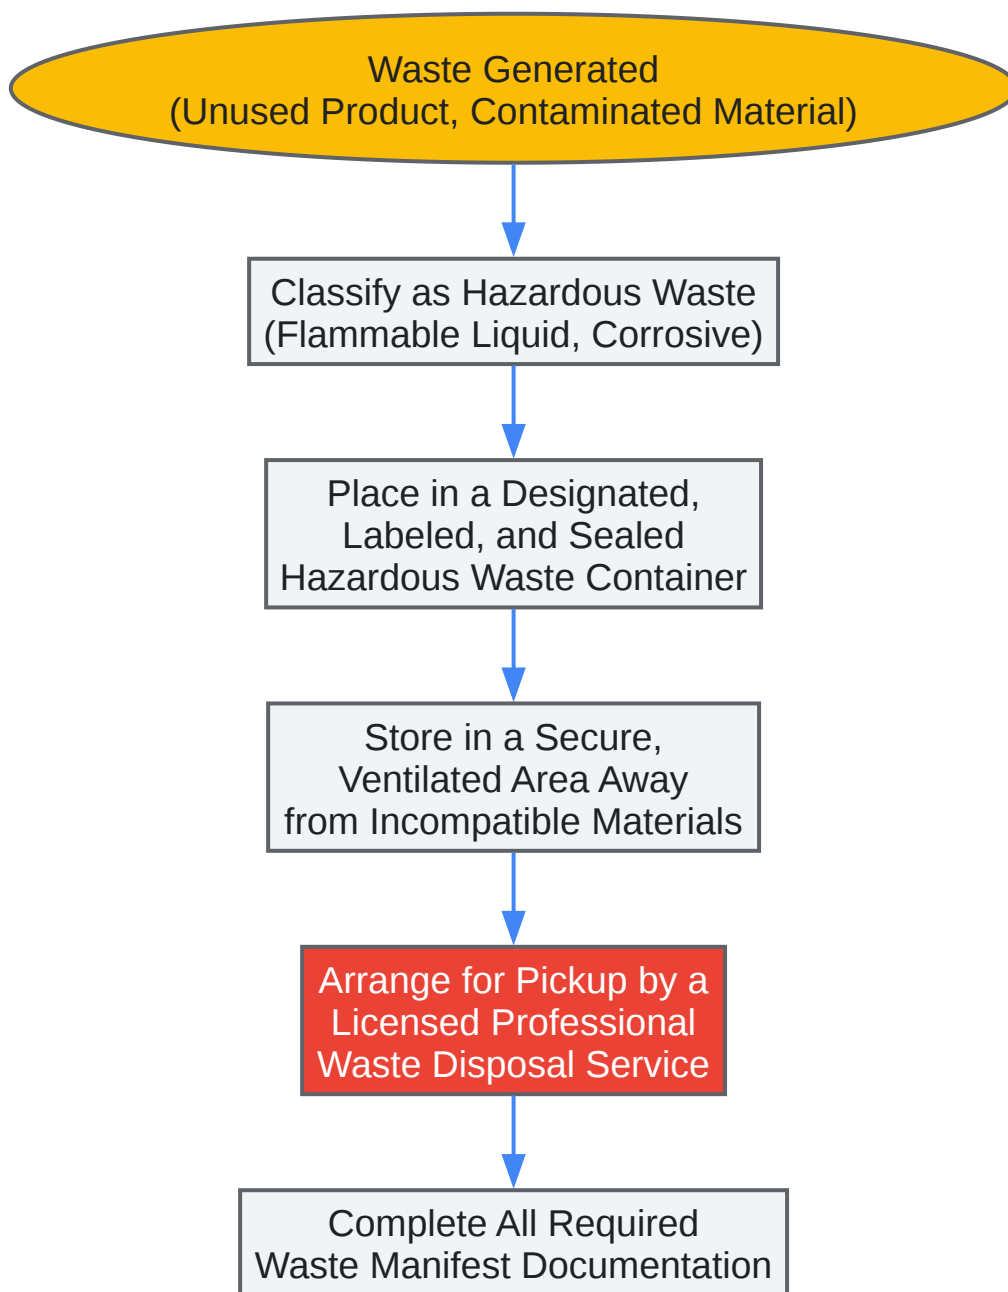 Waste Generated
(Unused Product, Contaminated Material)
Classify as Hazardous Waste
(Flammable Liquid, Corrosive)
Place in a Designated,
Labeled, and Sealed
Hazardous Waste Container
Store in a Secure,
Ventilated Area Away
from Incompatible Materials
Arrange for Pickup by a
Licensed Professional
Waste Disposal Service
Complete All Required
Waste Manifest Documentation